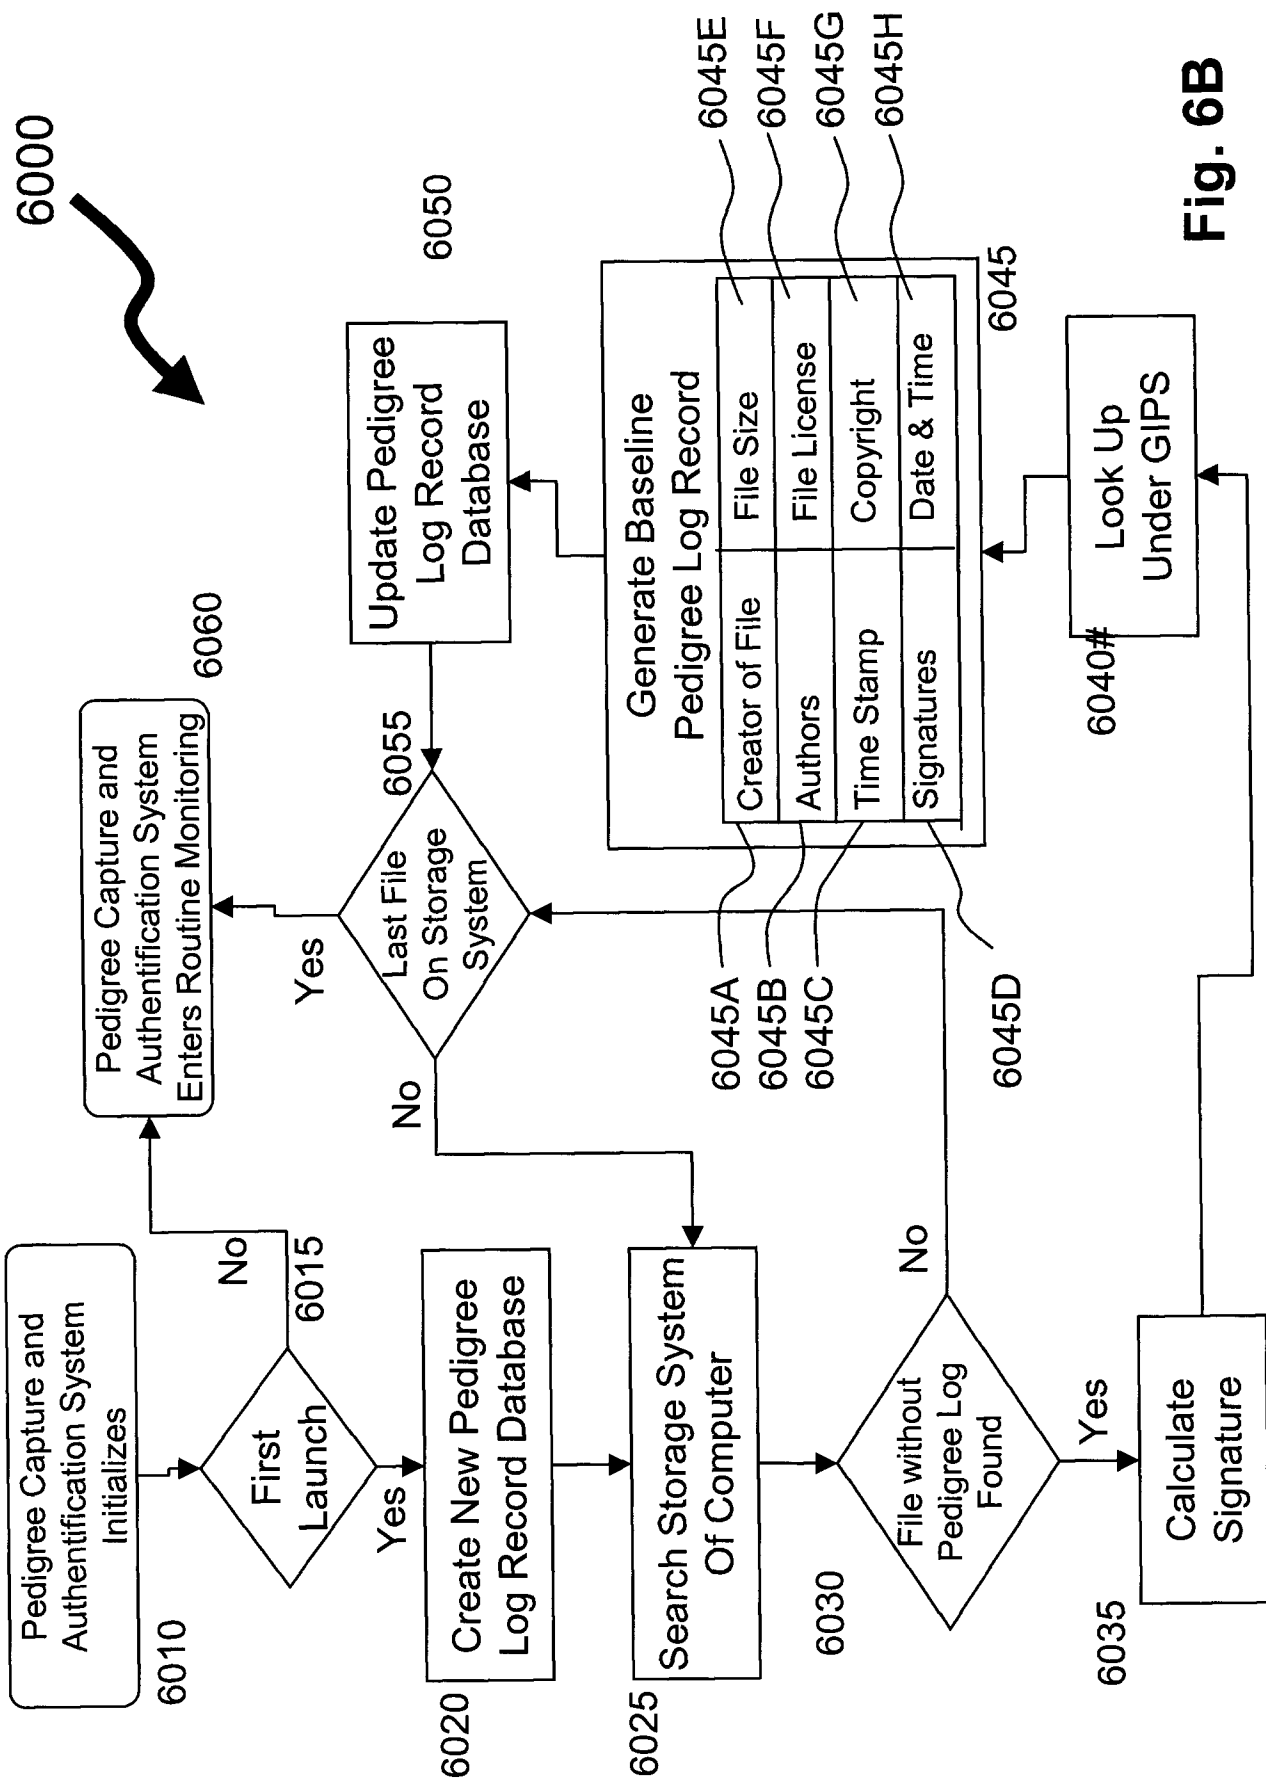 6000
Pedigree Capture and
Authentification System
Initializes
6010
First
Launch
6015
No
Yes
Pedigree Capture and
Authentification System
Enters Routine Monitoring
6060
Create New Pedigree
Log Record Database
6020
Search Storage System
Of Computer
6025
File without
Pedigree Log
Found
6030
No
Yes
Calculate
Signature
6035
Look Up
Under GIPS
6040#
Generate Baseline
Pedigree Log Record
Creator of File
File Size
Authors
File License
Time Stamp
Copyright
Signatures
Date & Time
6045
6045A
6045B
6045C
6045D
6045E
6045F
6045G
6045H
Update Pedigree
Log Record
Database
6050
Last File
On Storage
System
6055
Yes
No
Fig. 6B